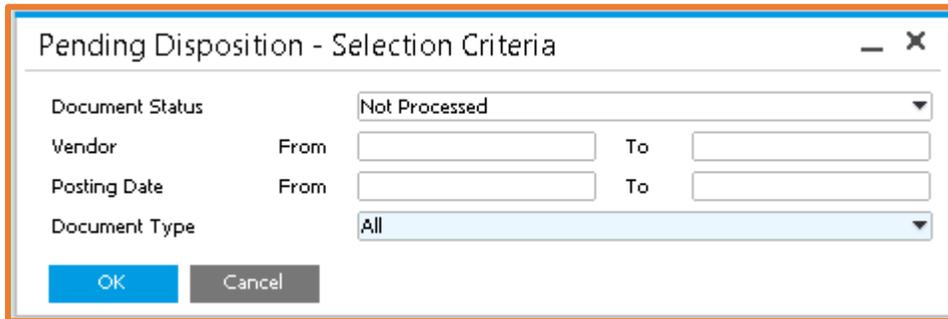 Pending Disposition - Selection Criteria
Document Status Not Processed
Vendor From To
Posting Date From To
Document Type All
OK Cancel